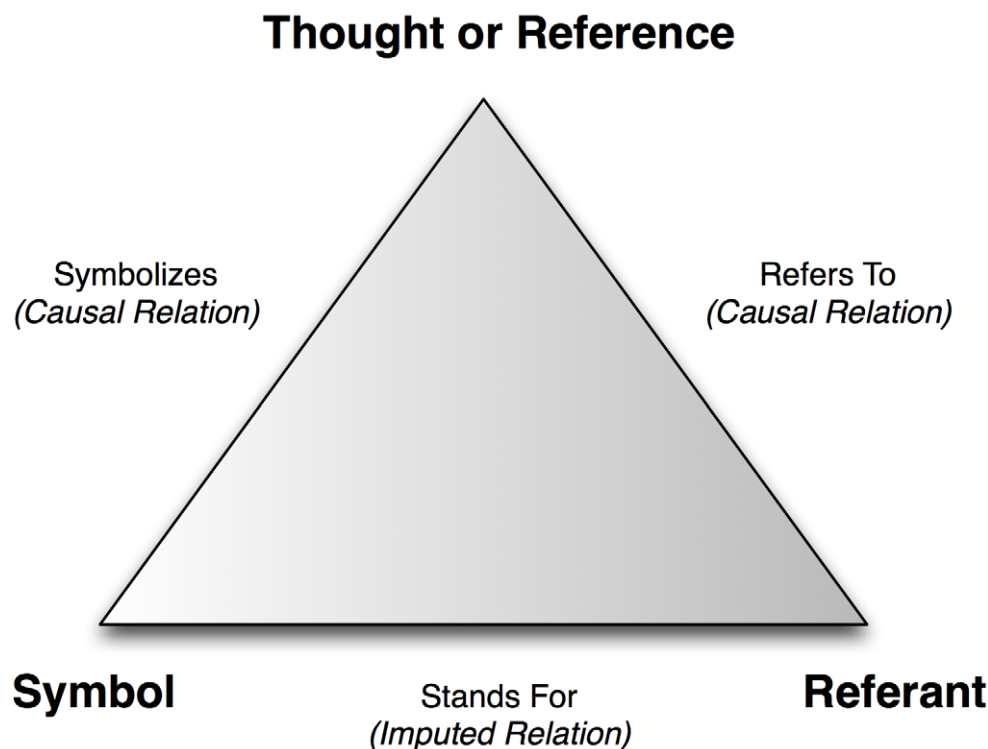 Thought or Reference
Symbolizes
(Causal Relation)
Refers To
(Causal Relation)
Symbol
Stands For
(Imputed Relation)
Referant